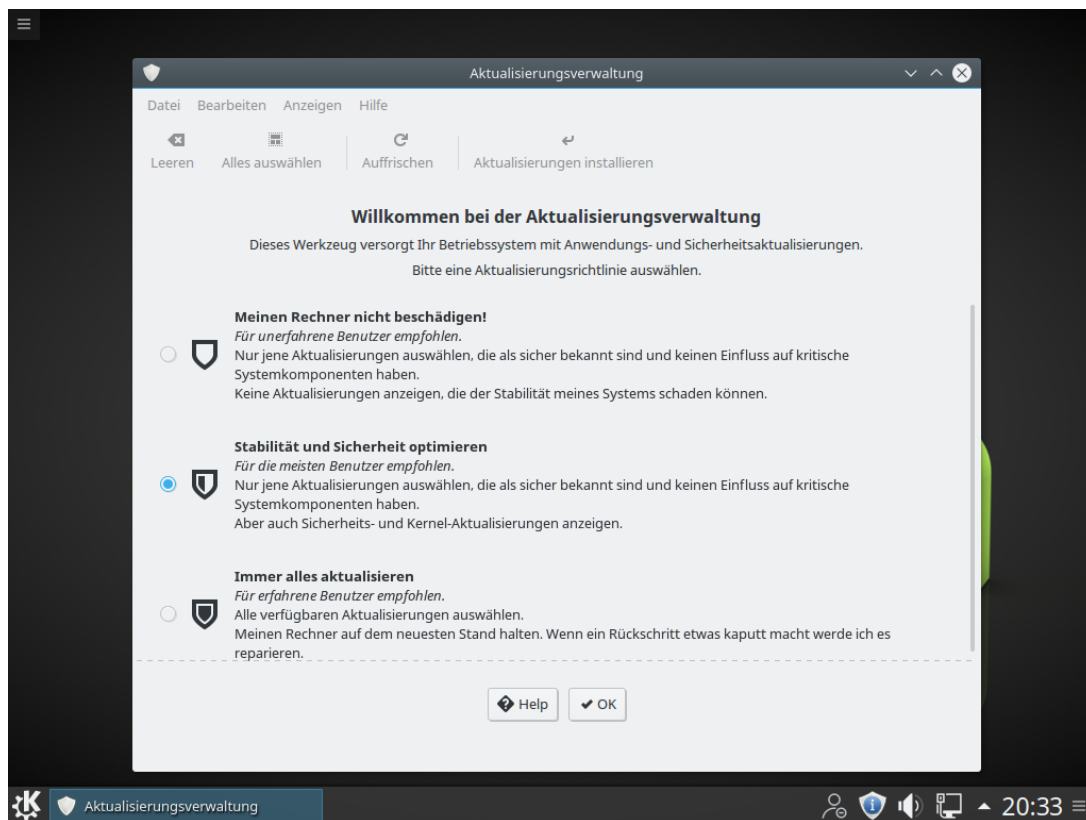 Aktualisierungsverwaltung
Datei Bearbeiten Anzeigen Hilfe
Leeren Alles auswählen Auffrischen Aktualisierungen installieren
Willkommen bei der Aktualisierungsverwaltung
Dieses Werkzeug versorgt Ihr Betriebssystem mit Anwendungs- und Sicherheitsaktualisierungen.
Bitte eine Aktualisierungsrichtlinie auswählen.
Meinen Rechner nicht beschädigen!
Für unerfahrene Benutzer empfohlen.
Nur jene Aktualisierungen auswählen, die als sicher bekannt sind und keinen Einfluss auf kritische
Systemkomponenten haben.
Keine Aktualisierungen anzeigen, die der Stabilität meines Systems schaden können.
Stabilität und Sicherheit optimieren
Für die meisten Benutzer empfohlen.
Nur jene Aktualisierungen auswählen, die als sicher bekannt sind und keinen Einfluss auf kritische
Systemkomponenten haben.
Aber auch Sicherheits- und Kernel-Aktualisierungen anzeigen.
Immer alles aktualisieren
Für erfahrene Benutzer empfohlen.
Alle verfügbaren Aktualisierungen auswählen.
Meinen Rechner auf dem neuesten Stand halten. Wenn ein Rückschritt etwas kaputt macht werde ich es
reparieren.
Help OK
Aktualisierungsverwaltung 20:33